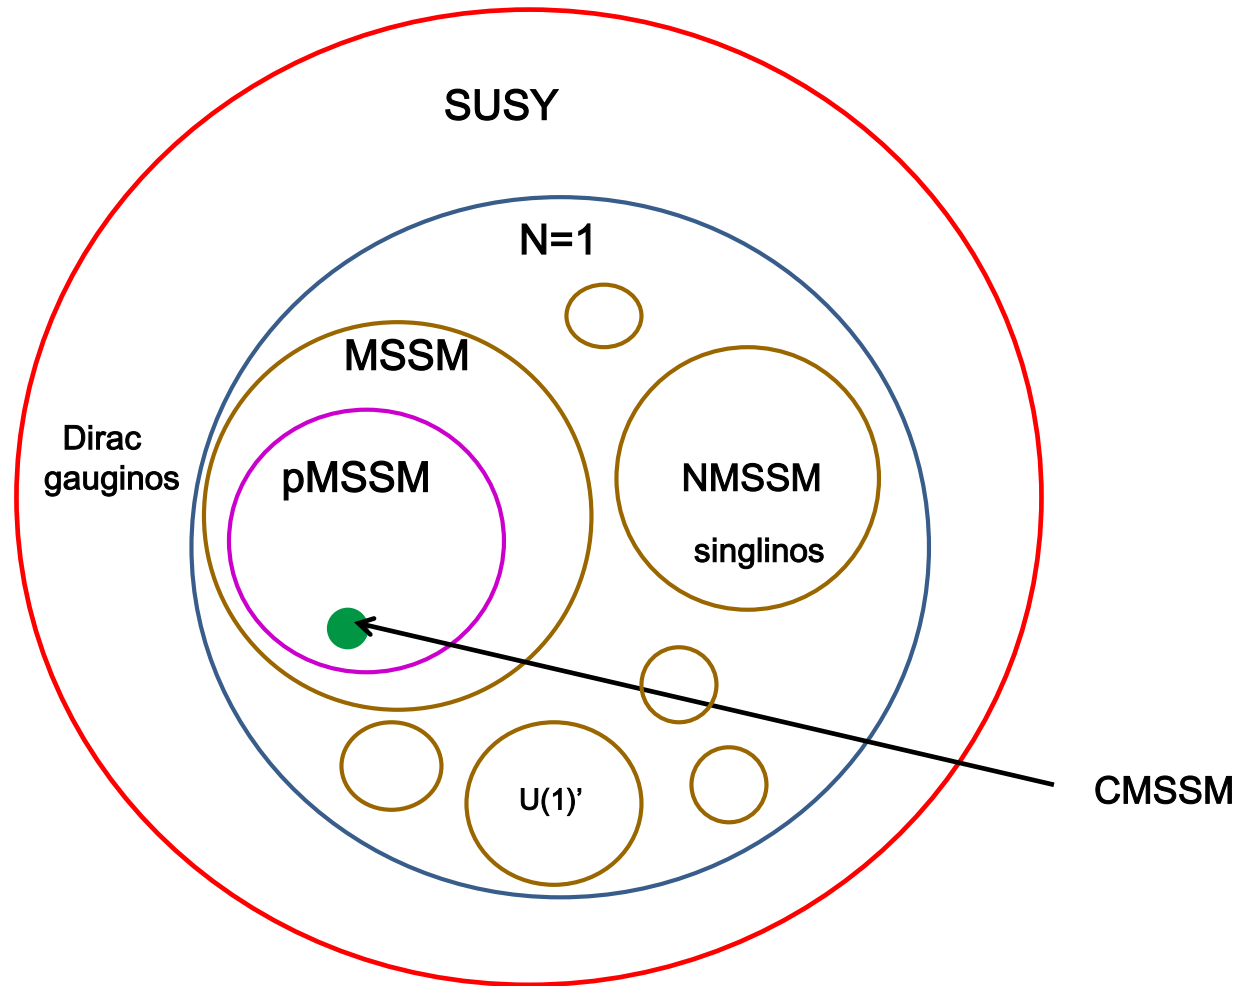 SUSY
N=1
MSSM
Dirac
gauginos
pMSSM
NMSSM
singlinos
U(1)’
CMSSM